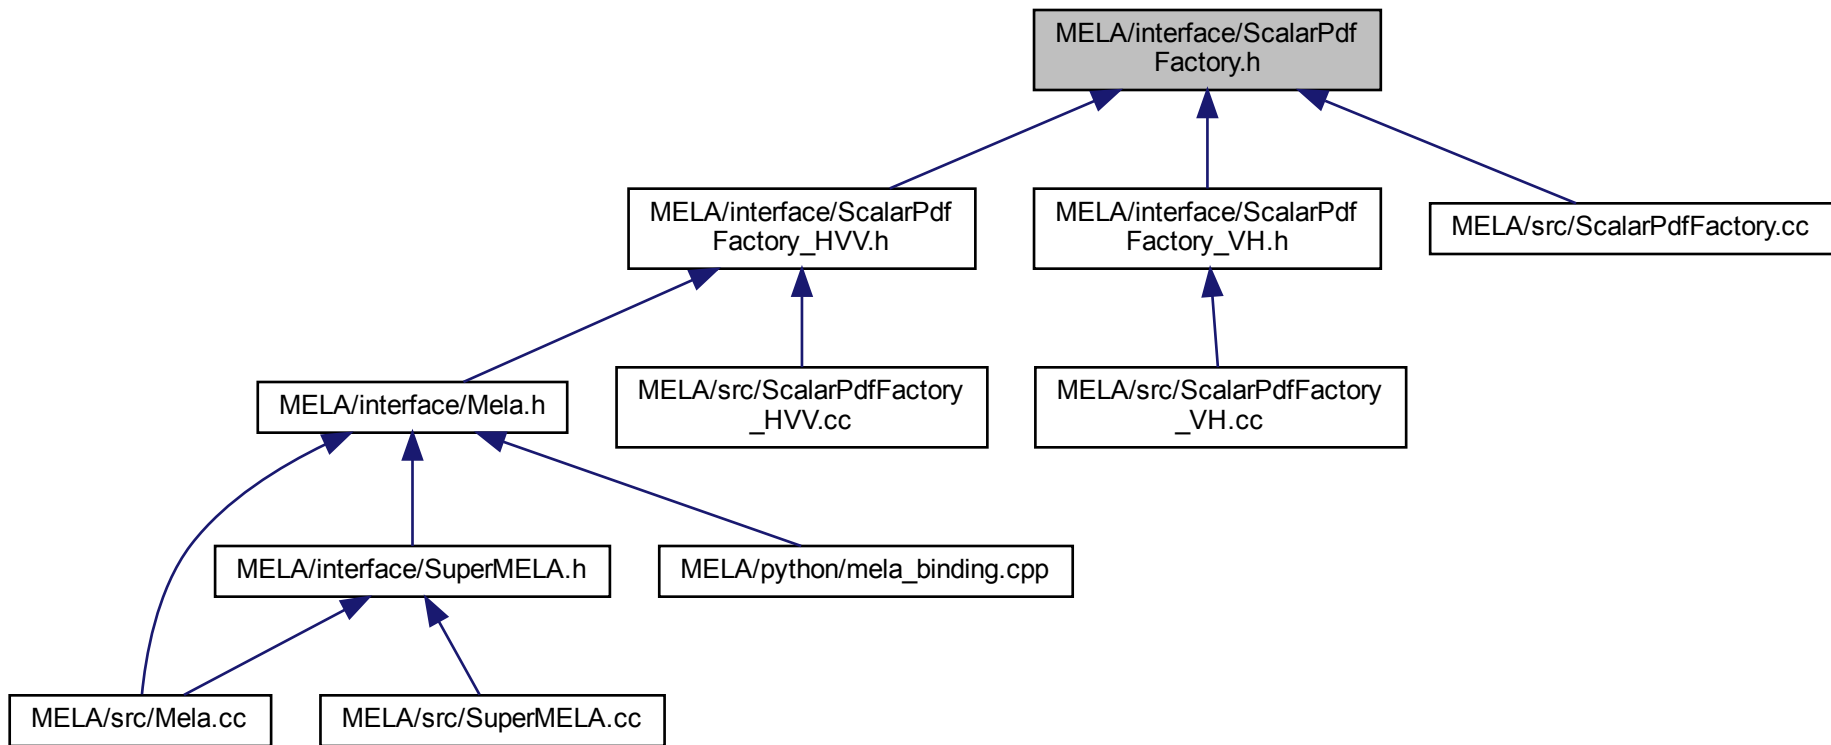 MELA/interface/ScalarPdf
Factory.h
MELA/interface/ScalarPdf
Factory_HVV.h
MELA/interface/ScalarPdf
Factory_VH.h
MELA/src/ScalarPdfFactory.cc
MELA/interface/Mela.h
MELA/src/ScalarPdfFactory
_HVV.cc
MELA/src/ScalarPdfFactory
_VH.cc
MELA/interface/SuperMELA.h
MELA/python/mela_binding.cpp
MELA/src/Mela.cc
MELA/src/SuperMELA.cc